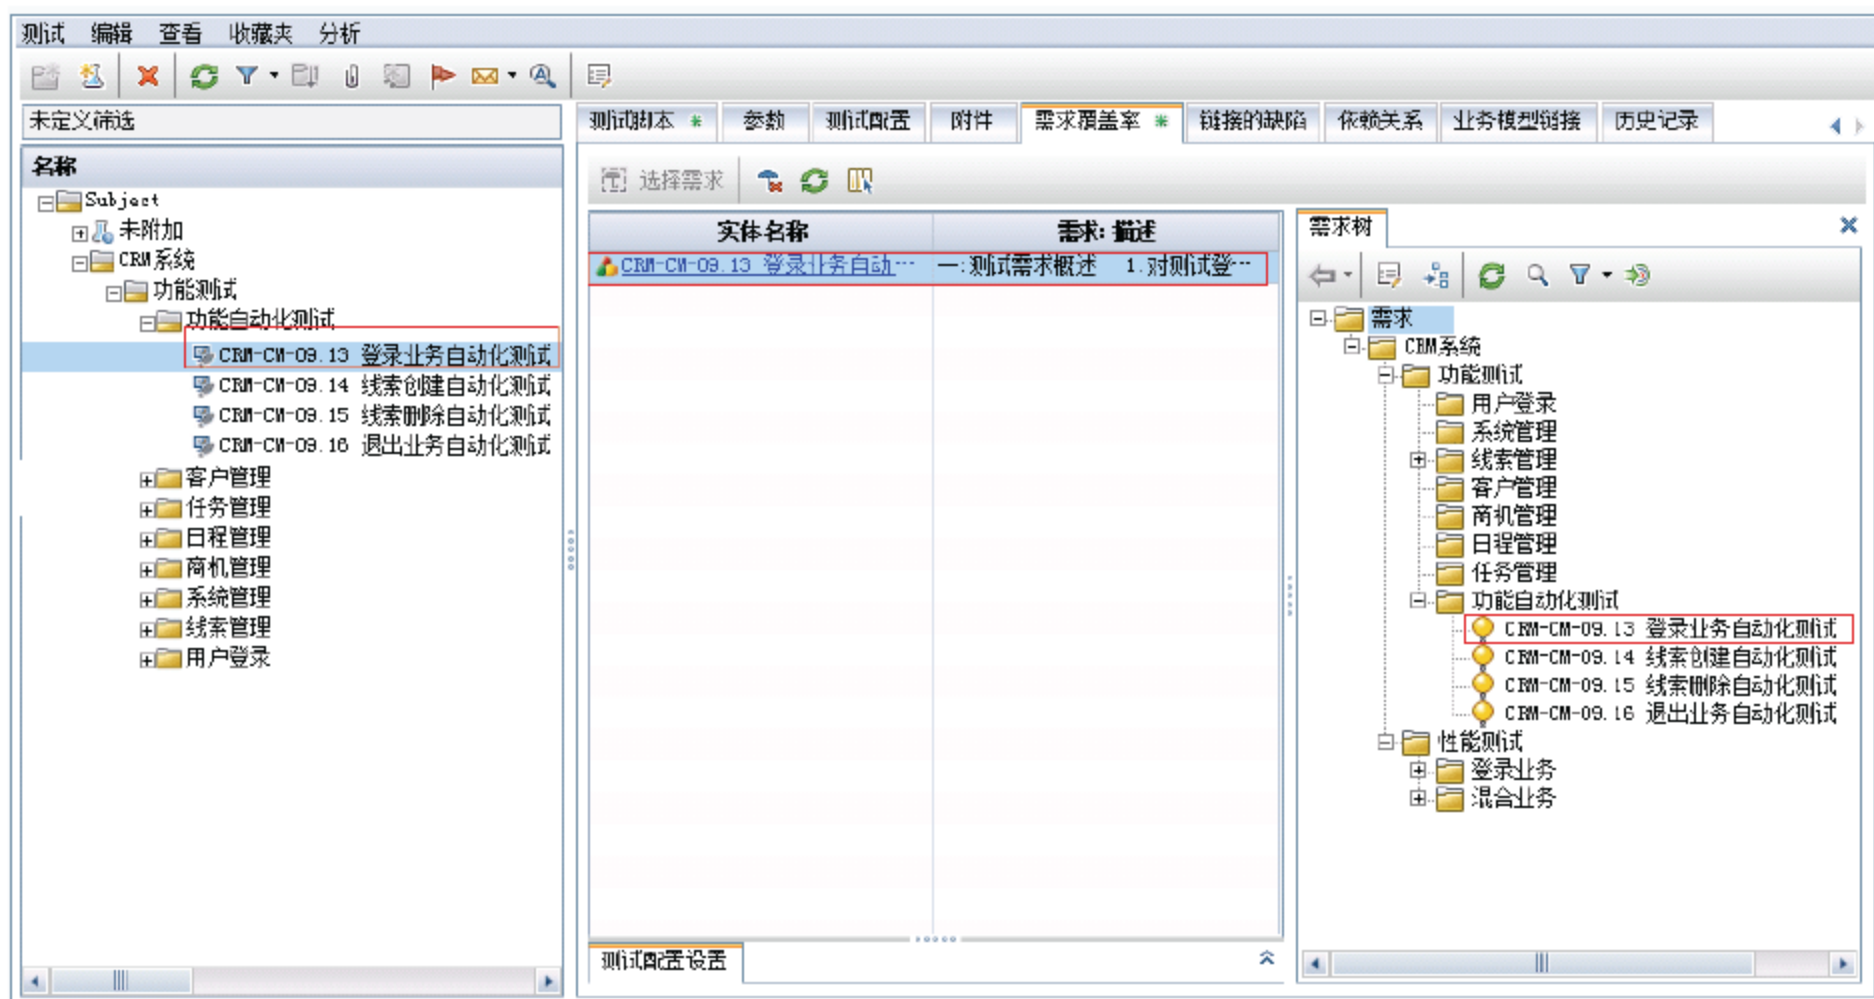 测试 编辑 查看 收藏夹 分析
未定义筛选
名称
Subject
未附加
CRM系统
功能测试
功能自动化测试
CRM-CM-09.13 登录业务自动化测试
CRM-CM-09.14 线索创建自动化测试
CRM-CM-09.15 线索删除自动化测试
CRM-CM-09.16 退出业务自动化测试
客户管理
任务管理
日程管理
商机管理
系统管理
线索管理
用户登录
测试脚本 * 参数 测试配置 附件 需求覆盖率 * 链接的缺陷 依赖关系 业务模型链接 历史记录
选择需求
实体名称 需求: 描述
CRM-CM-09.13 登录业务自动… 一:测试需求概述 1.对测试登…
测试配置设置
需求树
需求
CRM系统
功能测试
用户登录
系统管理
线索管理
客户管理
商机管理
日程管理
任务管理
功能自动化测试
CRM-CM-09.13 登录业务自动化测试
CRM-CM-09.14 线索创建自动化测试
CRM-CM-09.15 线索删除自动化测试
CRM-CM-09.16 退出业务自动化测试
性能测试
登录业务
混合业务